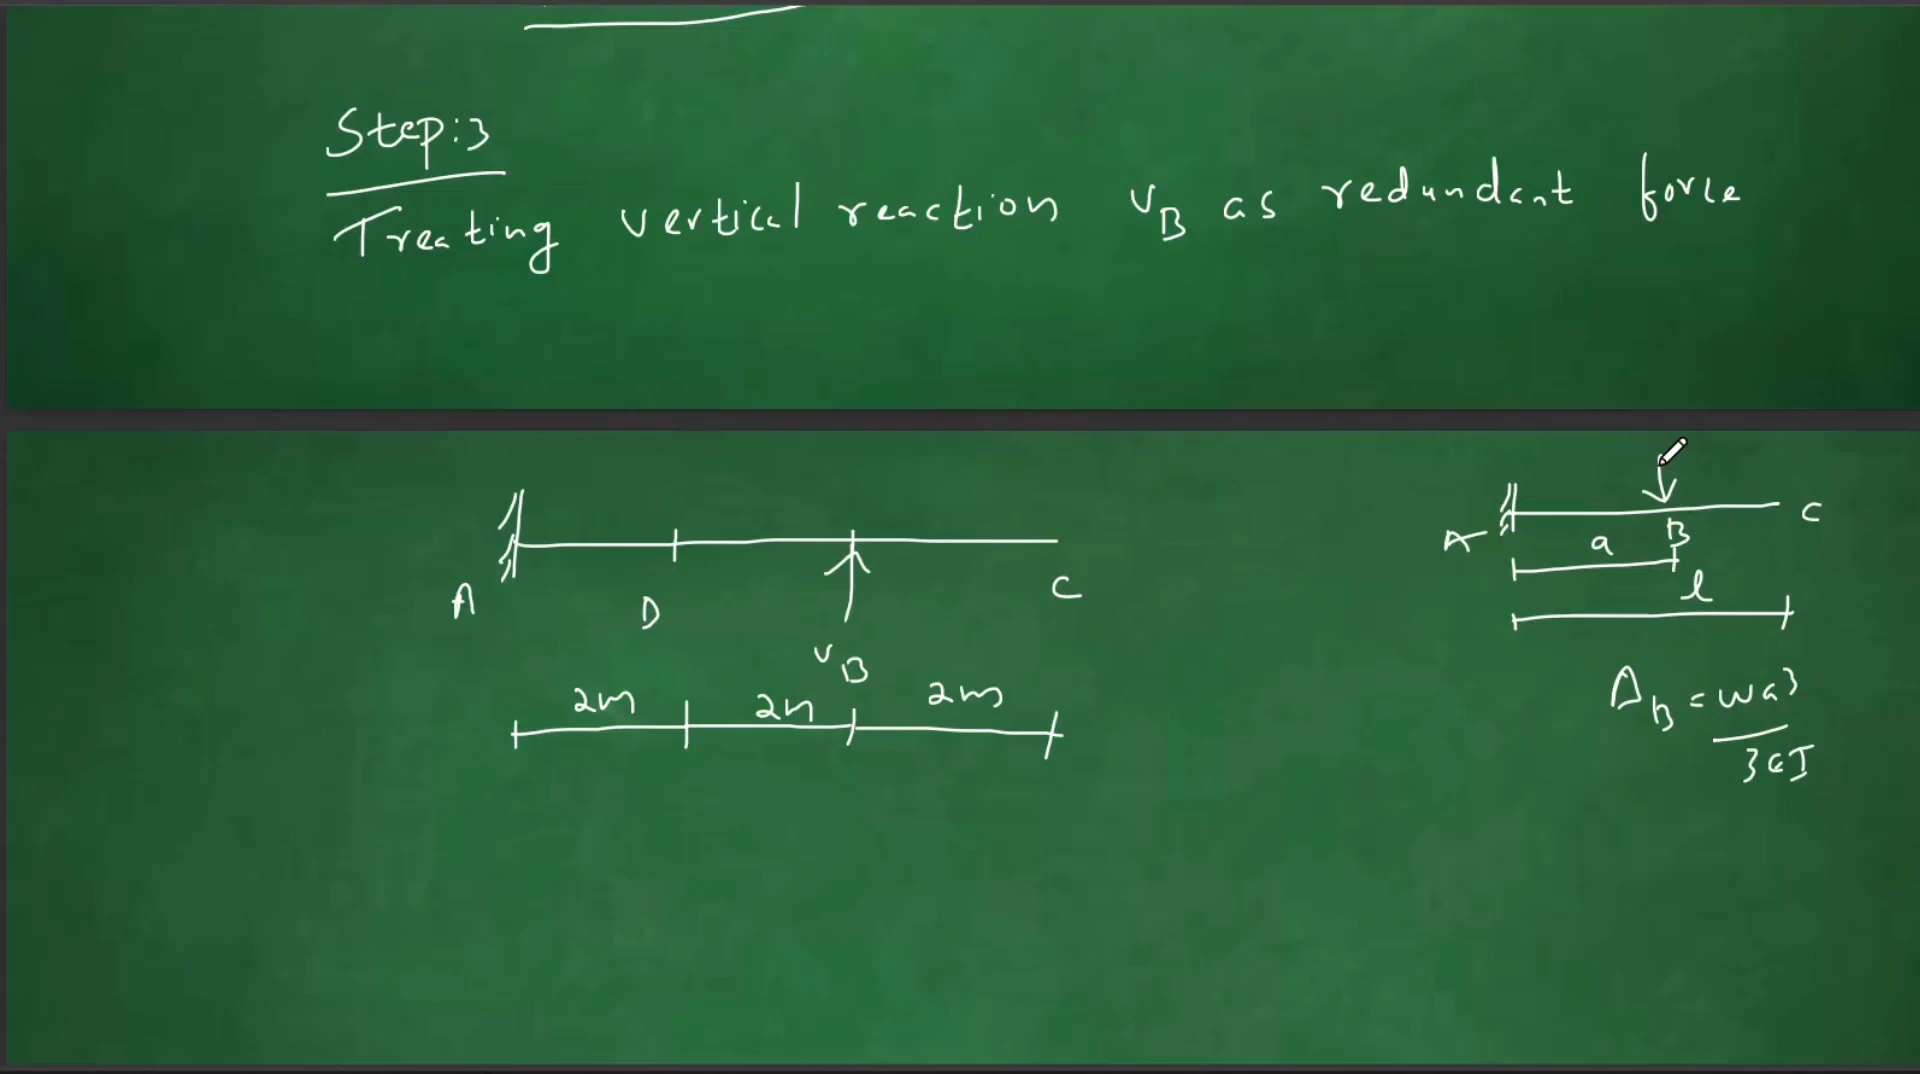 Step:3
Treating vertical reaction VB as redundant force
A D VB C
2m 2m 2m
A B C
a
l
ΔB = wa3
3EI